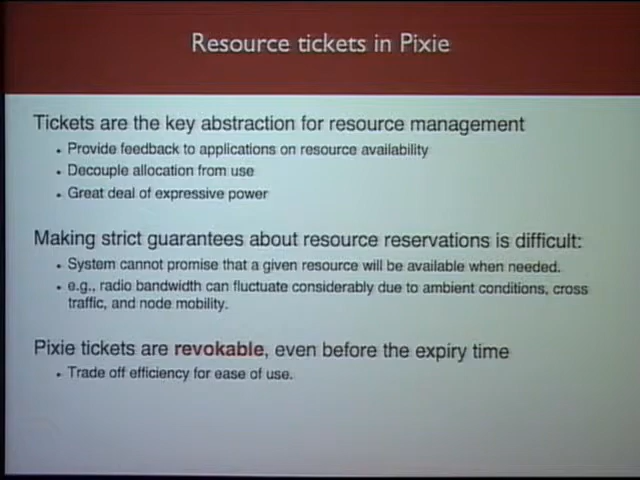 Resource tickets in Pixie
Tickets are the key abstraction for resource management
• Provide feedback to applications on resource availability
• Decouple allocation from use
• Great deal of expressive power
Making strict guarantees about resource reservations is difficult:
• System cannot promise that a given resource will be available when needed.
• e.g., radio bandwidth can fluctuate considerably due to ambient conditions, cross
traffic, and node mobility.
Pixie tickets are revokable, even before the expiry time
• Trade off efficiency for ease of use.